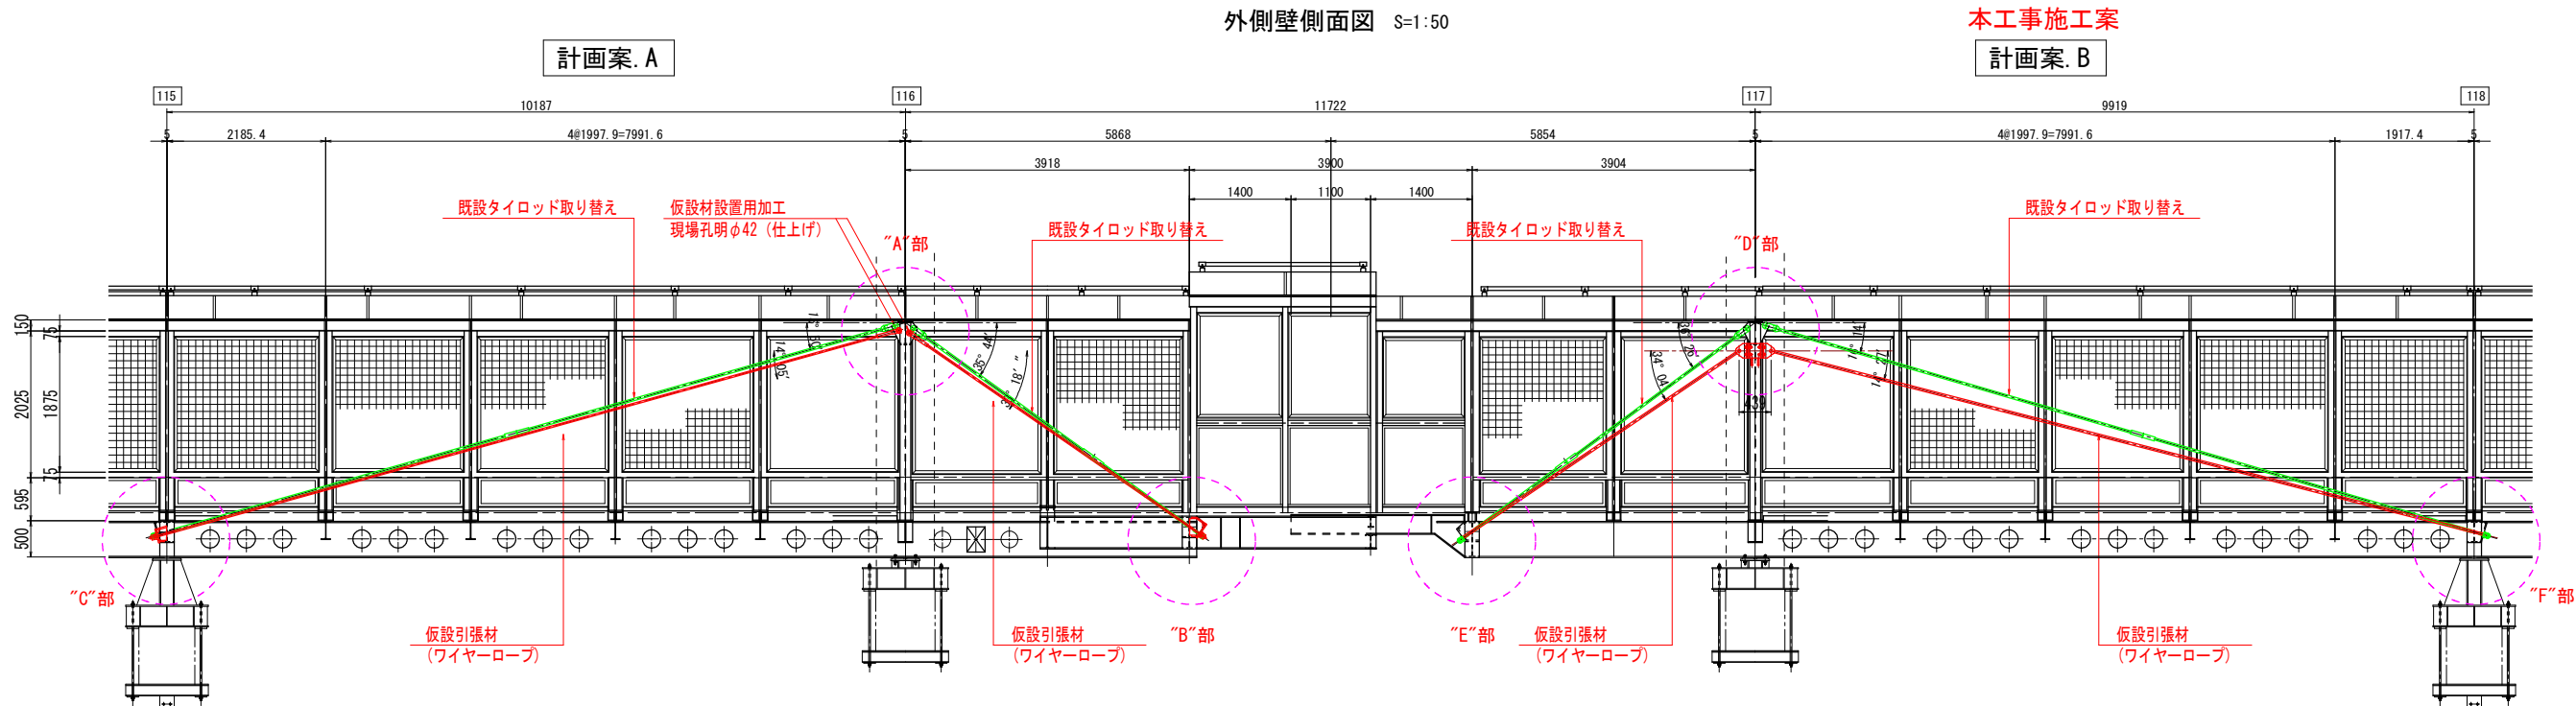 外側壁側面図 S=1:50
本工事施工案
計画案.A
計画案.B
115
116
117
118
10187
11722
9919
5
2185.4
4@1997.9=7991.6
5
5868
5854
5
4@1997.9=7991.6
1917.4
5
3918
3900
3904
1400
1100
1400
既設タイロッド取り替え
仮設材設置用加工
現場孔明φ42（仕上げ）
"A"部
既設タイロッド取り替え
既設タイロッド取り替え
"D"部
既設タイロッド取り替え
150
75
2025
1875
75
595
500
14°05′
35° 44′
36° 26′
34° 04′
439
"C"部
仮設引張材
（ワイヤーロープ）
仮設引張材
（ワイヤーロープ）
"B"部
"E"部
仮設引張材
（ワイヤーロープ）
仮設引張材
（ワイヤーロープ）
"F"部